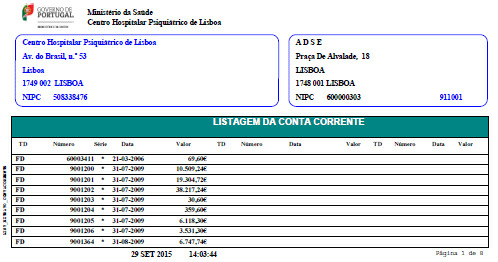 GOVERNO DE
PORTUGAL
Ministério da Saúde
Centro Hospitalar Psiquiátrico de Lisboa
Centro Hospitalar Psiquiátrico de Lisboa
Av. do Brasil, n.º 53
Lisboa
1749 002 LISBOA
NIPC 508338476
A D S E
Praça De Alvalade, 18
LISBOA
1748 001 LISBOA
NIPC 600000303 911001
LISTAGEM DA CONTA CORRENTE
TD Número Série Data Valor TD Número Data Valor TD Número Data Valor
FD 60003411 * 21-03-2006 69,60€
FD 9001200 * 31-07-2009 10.509,24€
FD 9001201 * 31-07-2009 19.304,72€
FD 9001202 * 31-07-2009 38.217,24€
FD 9001203 * 31-07-2009 30,60€
FD 9001204 * 31-07-2009 359,60€
FD 9001205 * 31-07-2009 6.118,30€
FD 9001206 * 31-07-2009 3.531,30€
FD 9001364 * 31-08-2009 6.747,74€
29 SET 2015 14:03:44 Página 1 de 8